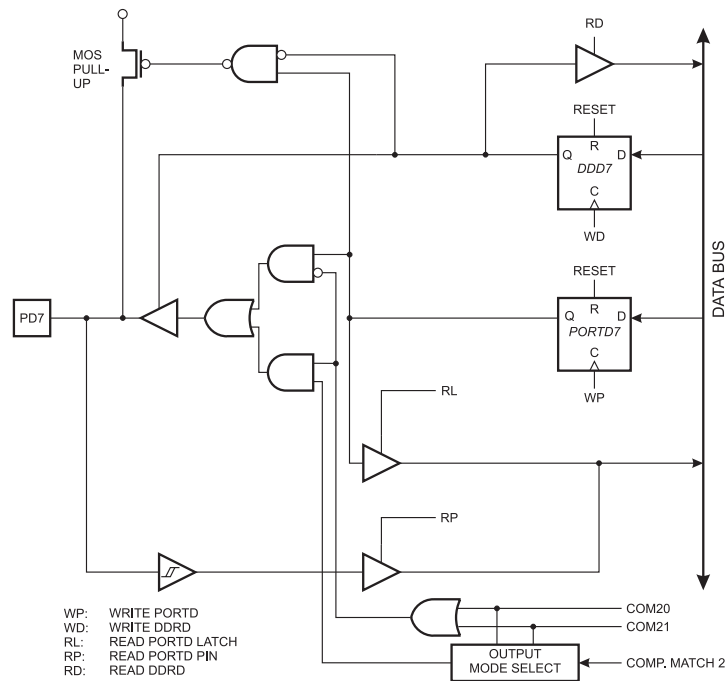 RD
MOS
PULL-
UP
RESET
R
Q
D
DDD7
C
WD
RESET
R
Q
D
PORTD7
C
WP
PD7
DATA BUS
RL
RP
WP: WRITE PORTD
WD: WRITE DDRD
RL: READ PORTD LATCH
RP: READ PORTD PIN
RD: READ DDRD
COM20
COM21
OUTPUT
MODE SELECT
COMP. MATCH 2